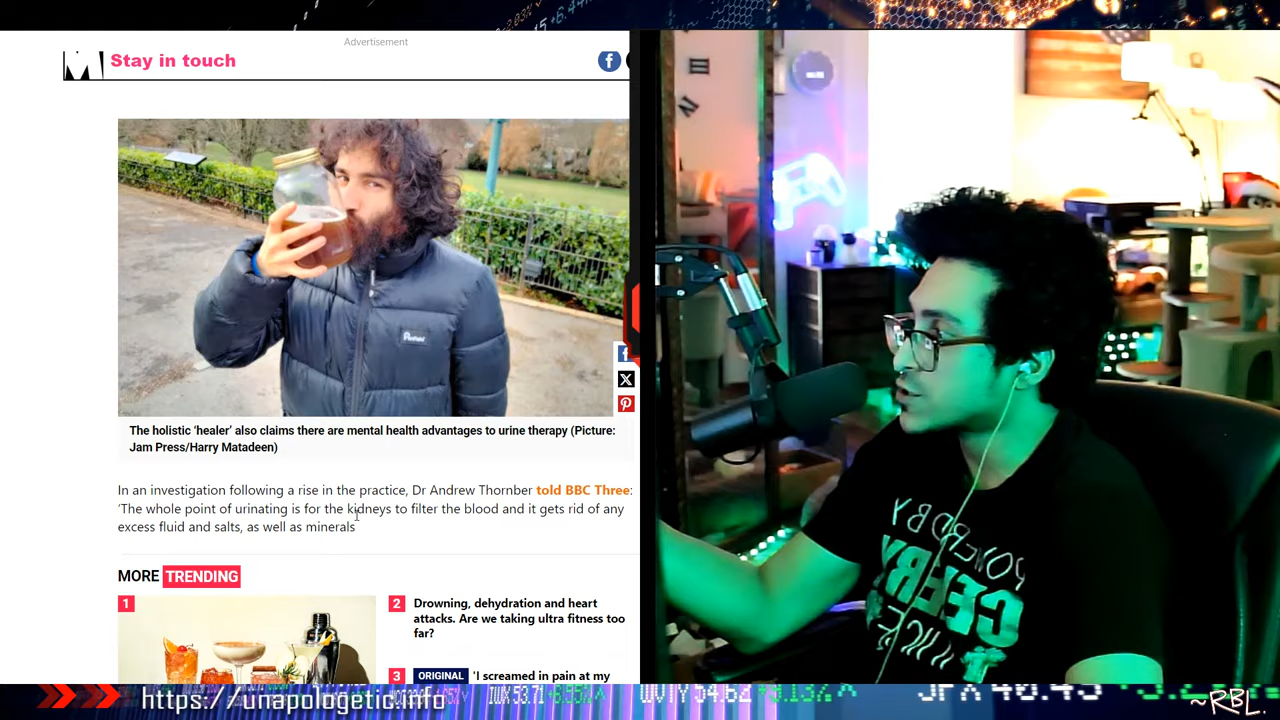 Advertisement
Stay in touch
The holistic ‘healer’ also claims there are mental health advantages to urine therapy (Picture:
Jam Press/Harry Matadeen)
In an investigation following a rise in the practice, Dr Andrew Thornber told BBC Three:
‘The whole point of urinating is for the kidneys to filter the blood and it gets rid of any
excess fluid and salts, as well as minerals
MORE TRENDING
1
2
Drowning, dehydration and heart
attacks. Are we taking ultra fitness too
far?
3
ORIGINAL
'I screamed in pain at my
https://unapologetic.info
~RBL.